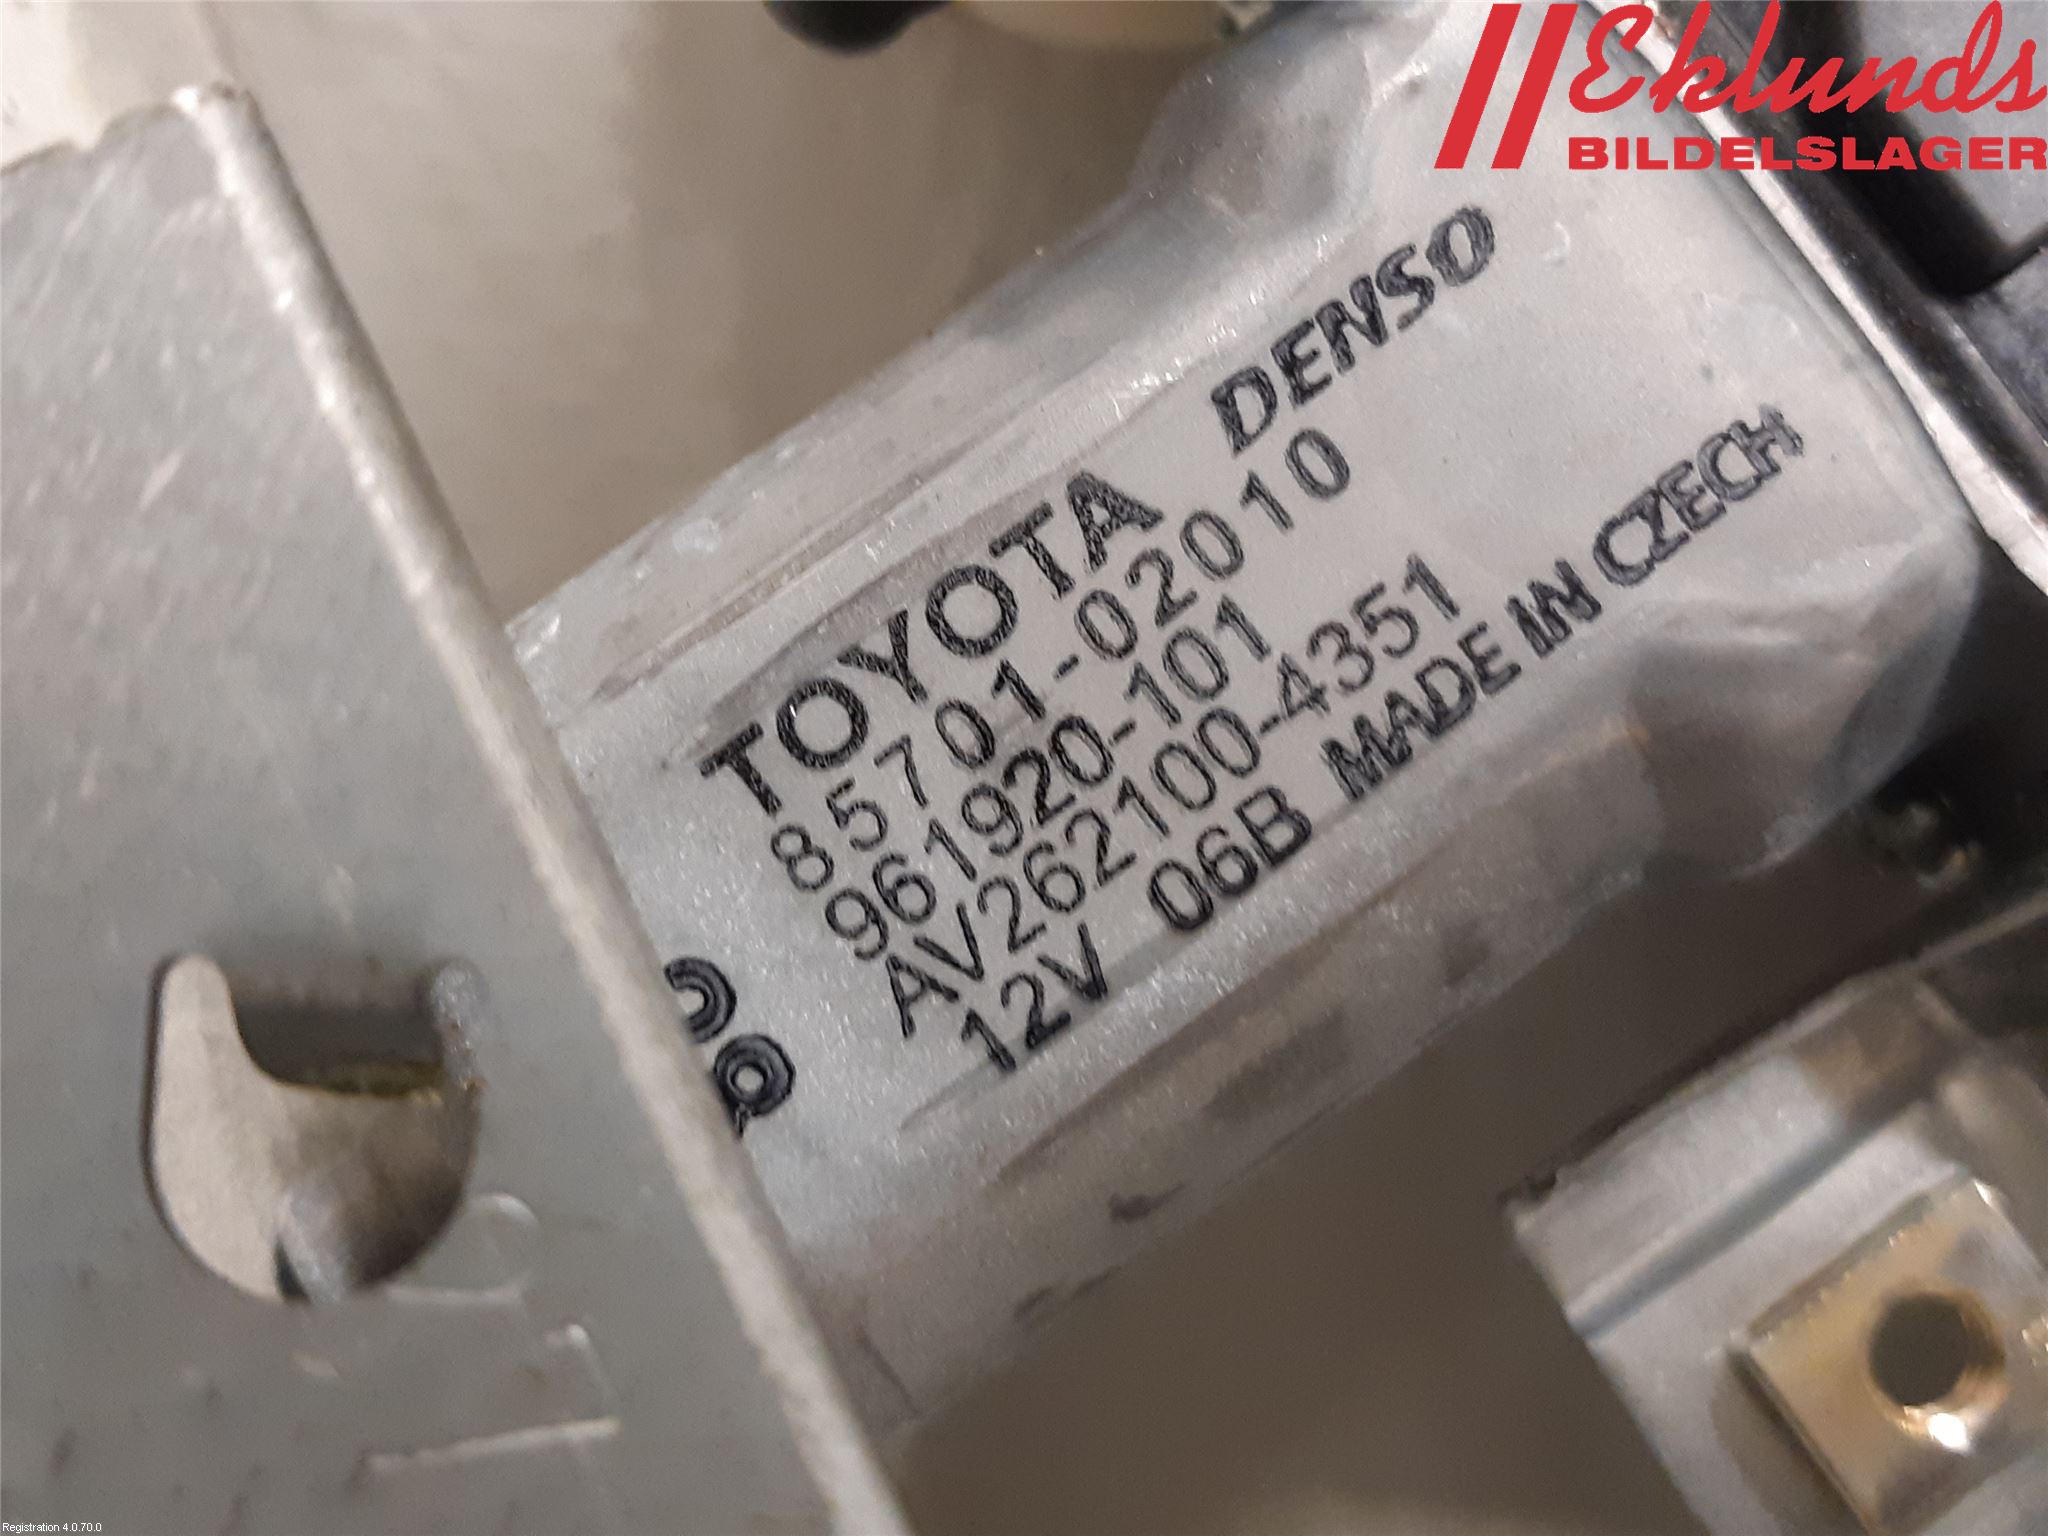 Eklunds
BILDELSLAGER
TOYOTA DENSO
85701-02010
961920-101
AV262100-4351
12V 06B MADE IN CZECH
Registration 4.0.70.0